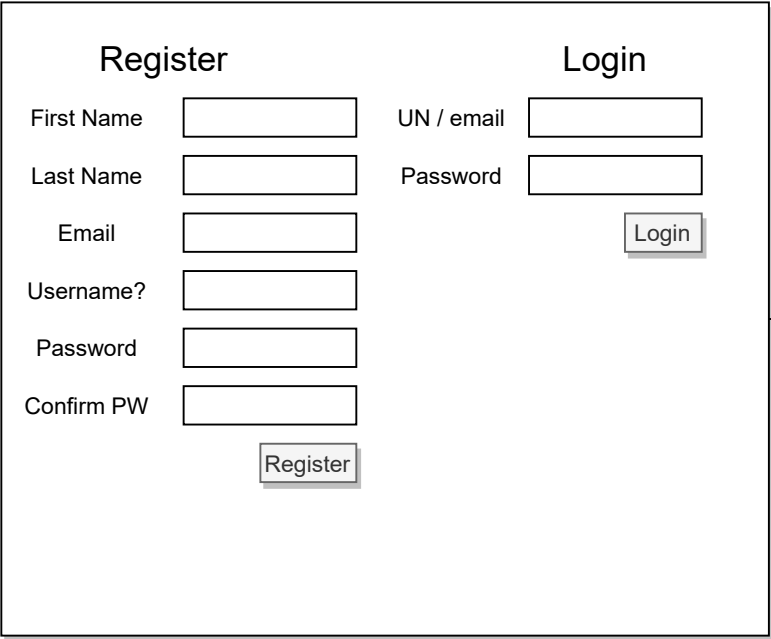 Register
First Name
Last Name
Email
Username?
Password
Confirm PW
Register
Login
UN / email
Password
Login